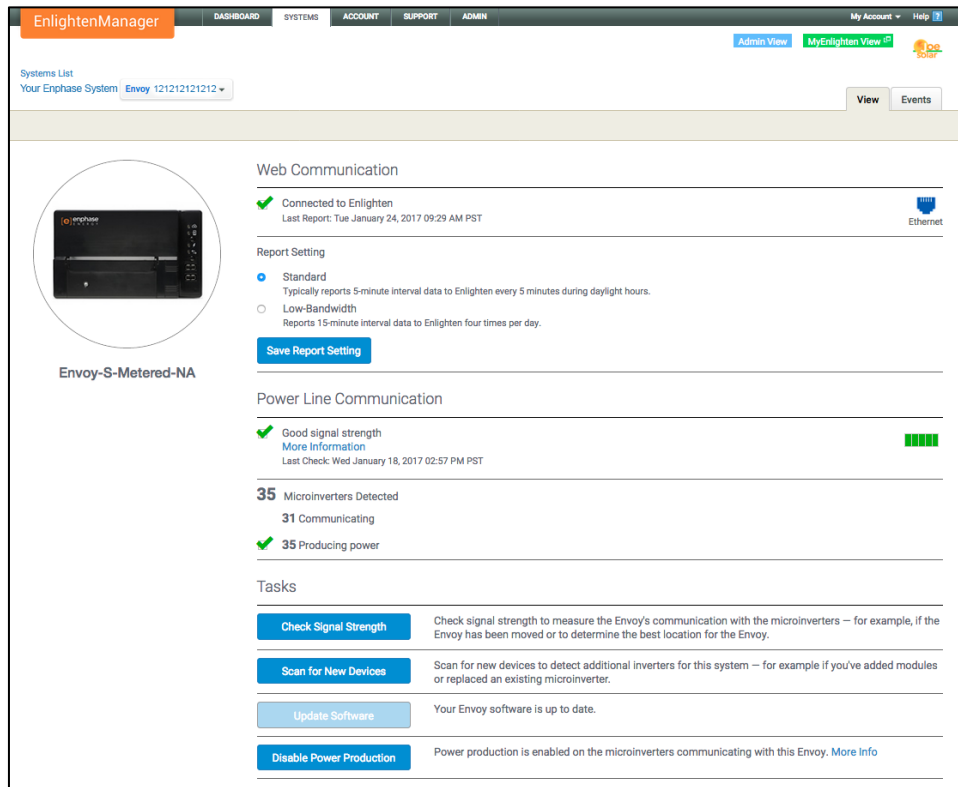 EnlightenManager
DASHBOARD SYSTEMS ACCOUNT SUPPORT ADMIN
My Account Help ?
Admin View MyEnlighten View
pe
solar
Systems List
Your Enphase System Envoy 121212121212
View Events
Web Communication
Connected to Enlighten
Last Report: Tue January 24, 2017 09:29 AM PST
Ethernet
[e] enphase
ENERGY
Report Setting
Standard
Typically reports 5-minute interval data to Enlighten every 5 minutes during daylight hours.
Low-Bandwidth
Reports 15-minute interval data to Enlighten four times per day.
Save Report Setting
Envoy-S-Metered-NA
Power Line Communication
Good signal strength
More Information
Last Check: Wed January 18, 2017 02:57 PM PST
35 Microinverters Detected
31 Communicating
35 Producing power
Tasks
Check Signal Strength
Check signal strength to measure the Envoy's communication with the microinverters — for example, if the
Envoy has been moved or to determine the best location for the Envoy.
Scan for New Devices
Scan for new devices to detect additional inverters for this system — for example if you've added modules
or replaced an existing microinverter.
Update Software
Your Envoy software is up to date.
Disable Power Production
Power production is enabled on the microinverters communicating with this Envoy. More Info